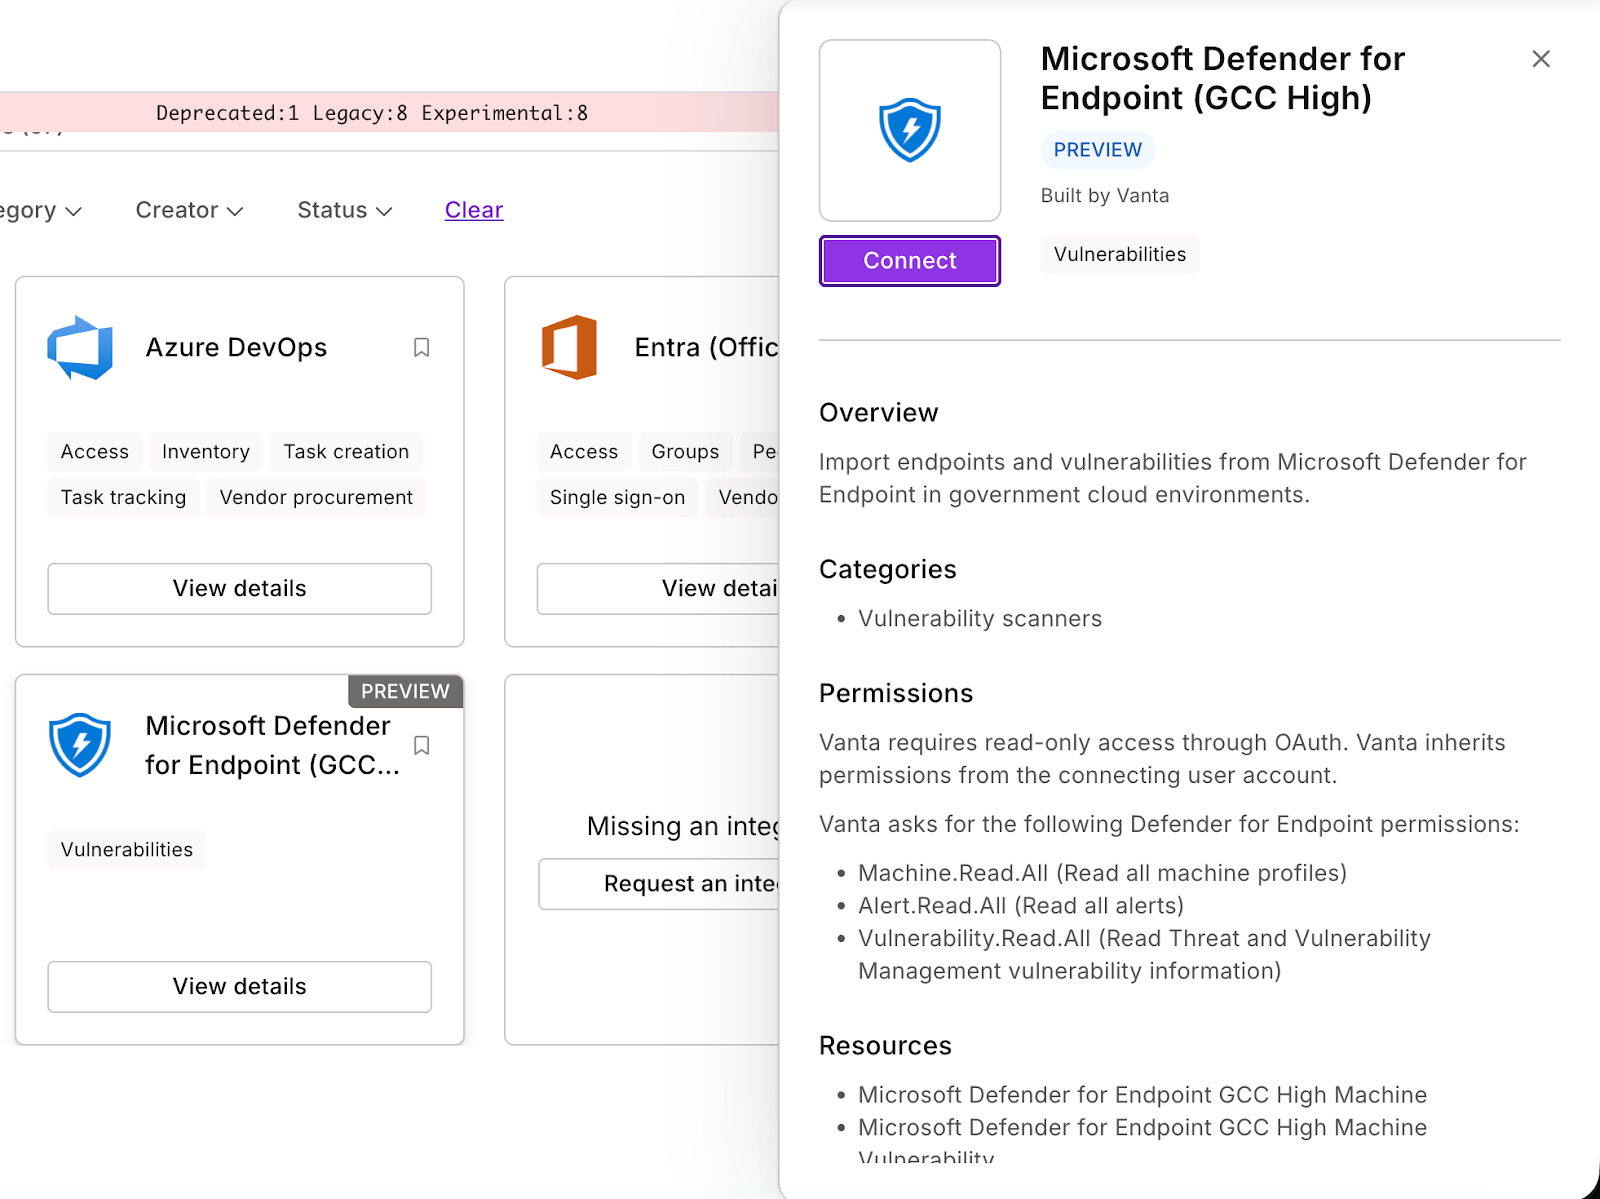 Deprecated:1 Legacy:8 Experimental:8
egory
Creator
Status
Clear
Azure DevOps
Access
Inventory
Task creation
Task tracking
Vendor procurement
View details
Entra (Offic
Access
Groups
Pe
Single sign-on
Vendo
View detai
PREVIEW
Microsoft Defender
for Endpoint (GCC...
Vulnerabilities
View details
Missing an integ
Request an inte
Microsoft Defender for
Endpoint (GCC High)
PREVIEW
Built by Vanta
Connect
Vulnerabilities
Overview
Import endpoints and vulnerabilities from Microsoft Defender for
Endpoint in government cloud environments.
Categories
• Vulnerability scanners
Permissions
Vanta requires read-only access through OAuth. Vanta inherits
permissions from the connecting user account.
Vanta asks for the following Defender for Endpoint permissions:
• Machine.Read.All (Read all machine profiles)
• Alert.Read.All (Read all alerts)
• Vulnerability.Read.All (Read Threat and Vulnerability
Management vulnerability information)
Resources
• Microsoft Defender for Endpoint GCC High Machine
• Microsoft Defender for Endpoint GCC High Machine
Vulnerability